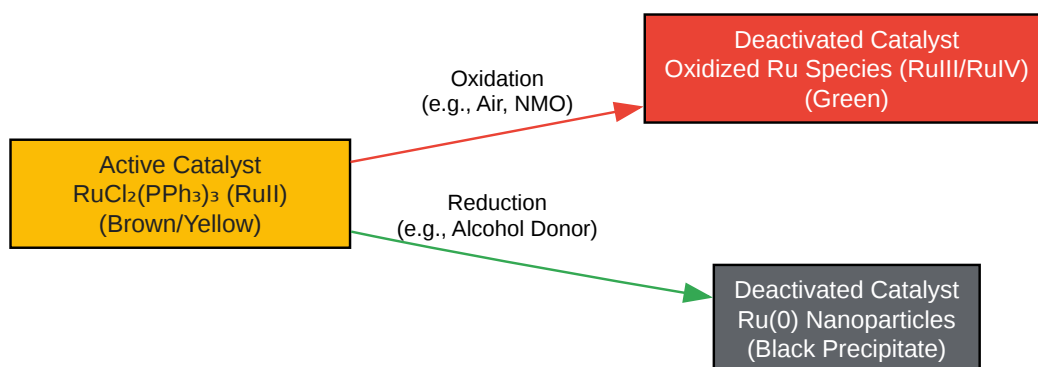 Active Catalyst
RuCl₂(PPh₃)₃ (RuII)
(Brown/Yellow)
Oxidation
(e.g., Air, NMO)
Deactivated Catalyst
Oxidized Ru Species (RuIII/RuIV)
(Green)
Reduction
(e.g., Alcohol Donor)
Deactivated Catalyst
Ru(0) Nanoparticles
(Black Precipitate)